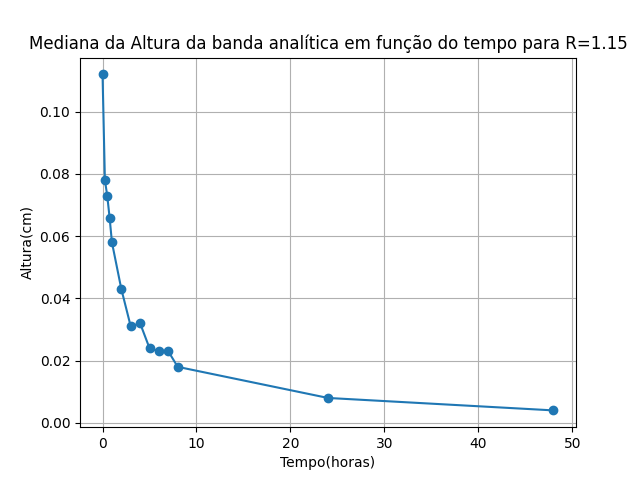 Mediana da Altura da banda analítica em função do tempo para R=1.15
Altura(cm)
0.10
0.08
0.06
0.04
0.02
0.00
0 10 20 30 40 50
Tempo(horas)